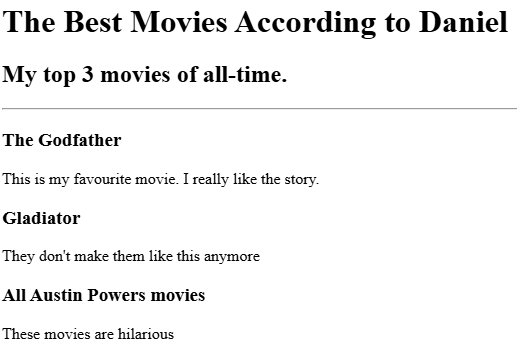 The Best Movies According to Daniel
My top 3 movies of all-time.
The Godfather
This is my favourite movie. I really like the story.
Gladiator
They don't make them like this anymore
All Austin Powers movies
These movies are hilarious